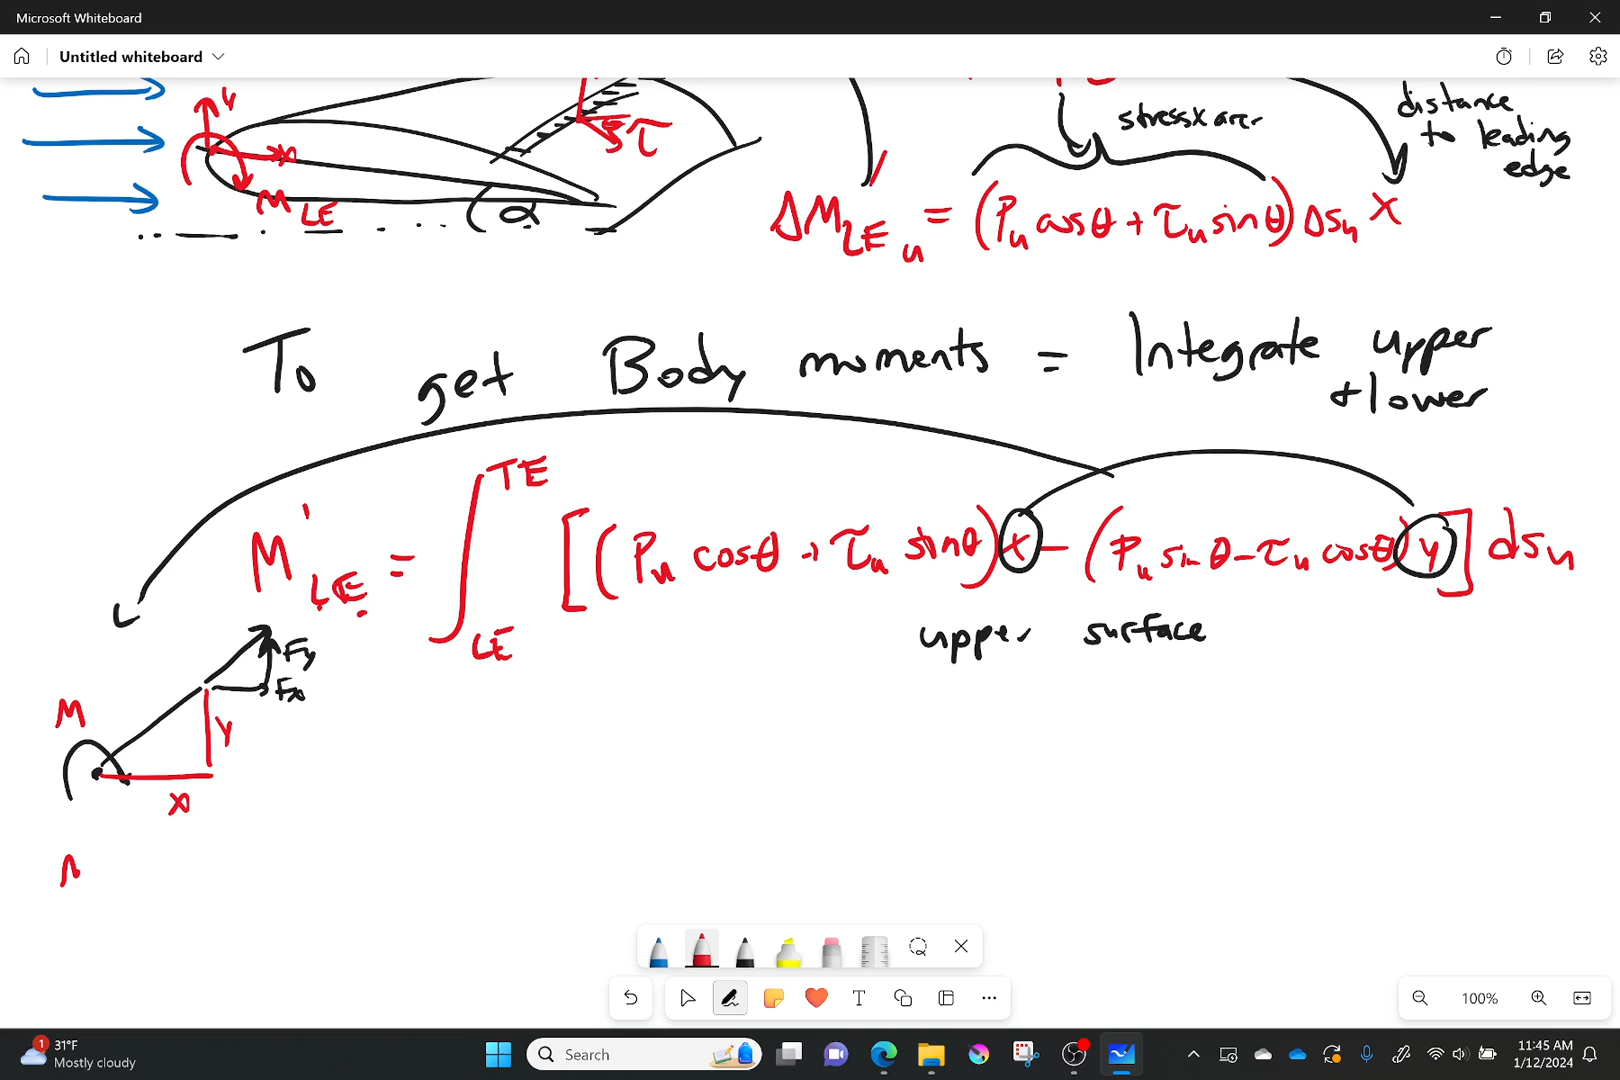 Microsoft Whiteboard
Untitled whiteboard
y
x
M LE
α
τ
stress x area
distance
to leading
edge
ΔM LE u = (Pu cosθ + τu sinθ) Δsu x
To get Body moments = Integrate upper
+ lower
M' LE = ∫ LE TE [(Pu cosθ + τu sinθ) x - (Pu sinθ - τu cosθ) y] dsu
upper surface
Fy
Fx
M
y
x
100%
1
31°F
Mostly cloudy
Search
11:45 AM
1/12/2024